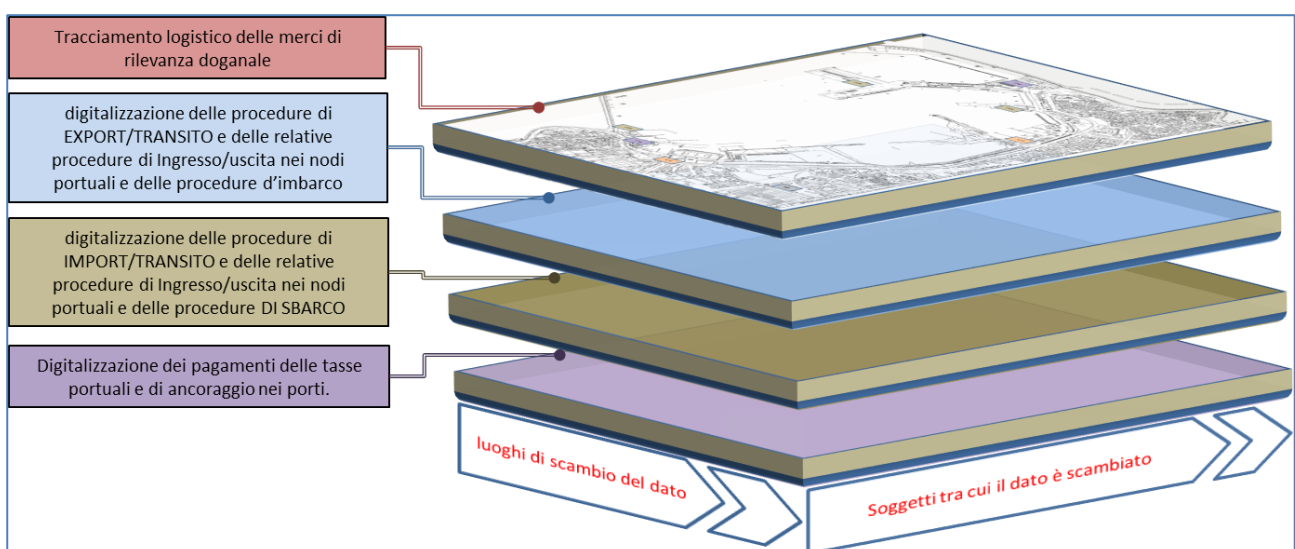 Tracciamento logistico delle merci di
rilevanza doganale
digitalizzazione delle procedure di
EXPORT/TRANSITO e delle relative
procedure di Ingresso/uscita nei nodi
portuali e delle procedure d’imbarco
digitalizzazione delle procedure di
IMPORT/TRANSITO e delle relative
procedure di Ingresso/uscita nei nodi
portuali e delle procedure DI SBARCO
Digitalizzazione dei pagamenti delle tasse
portuali e di ancoraggio nei porti.
luoghi di scambio del dato
Soggetti tra cui il dato è scambiato